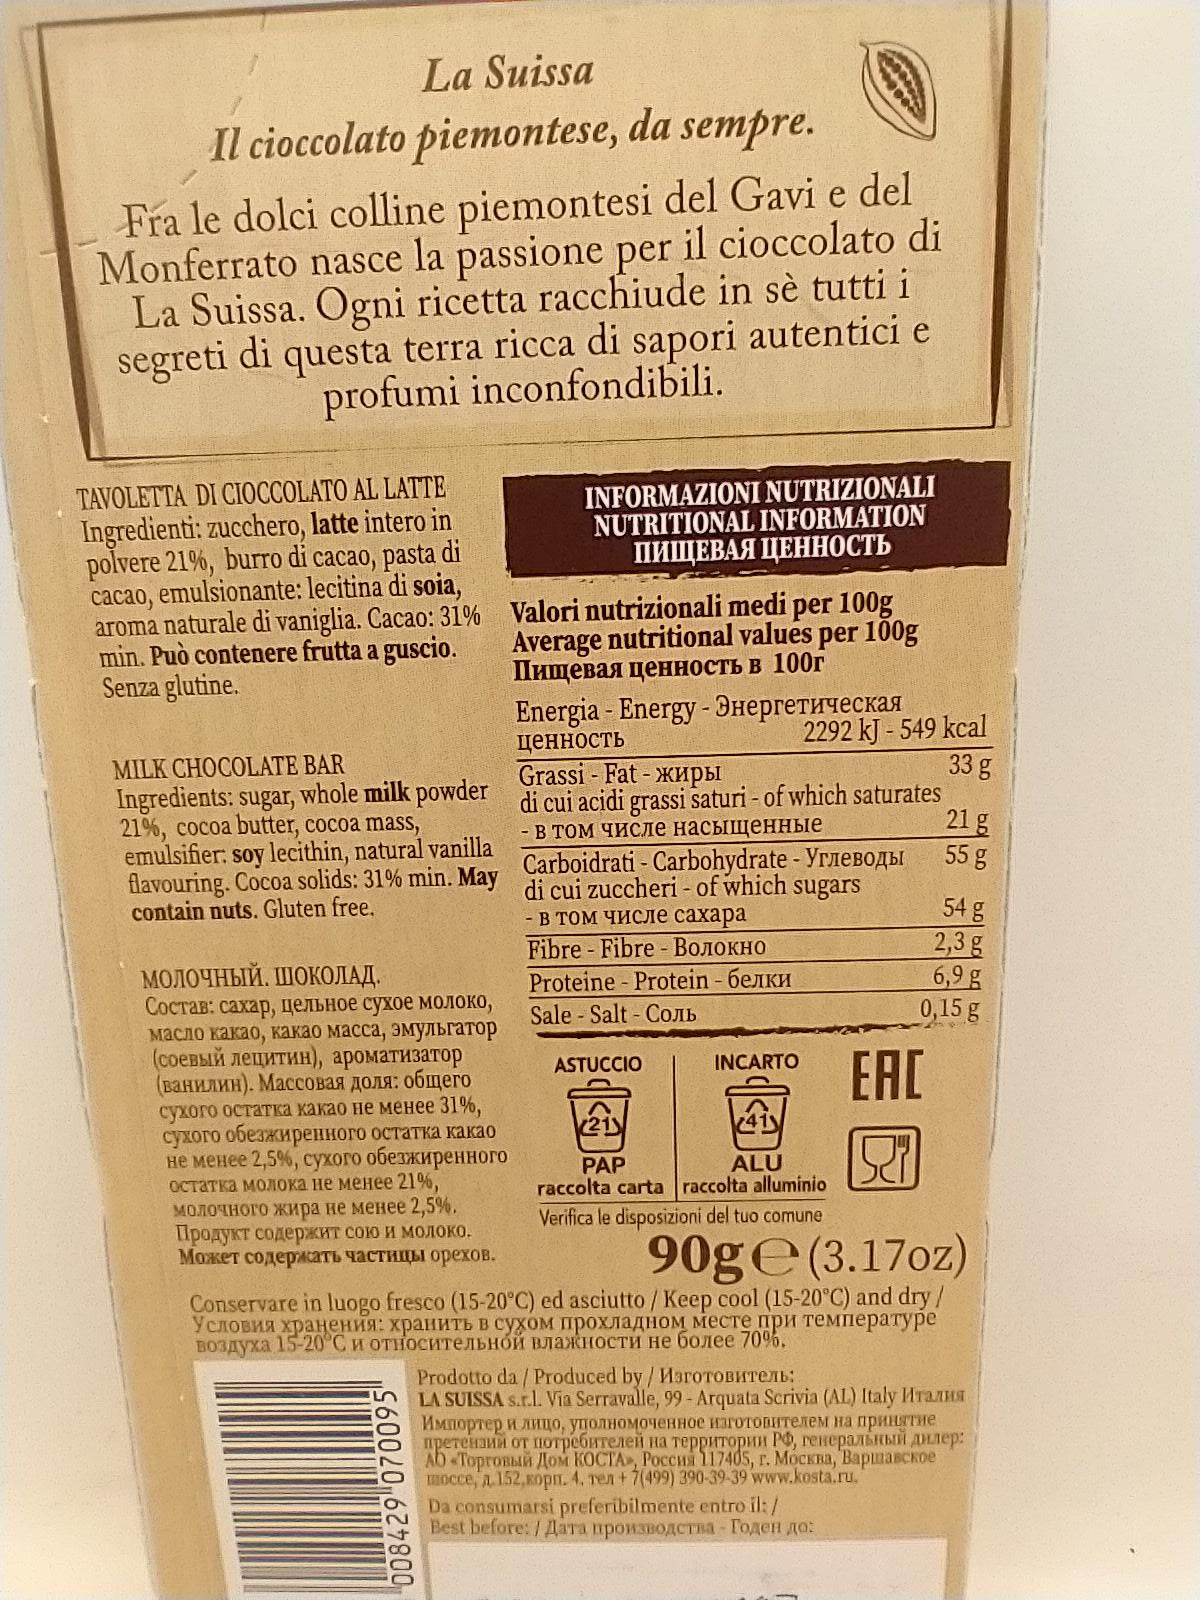 La Suissa
Il cioccolato piemontese, da sempre.
Fra le dolci colline piemontesi del Gavi e del
Monferrato nasce la passione per il cioccolato di
La Suissa. Ogni ricetta racchiude in sè tutti i
segreti di questa terra ricca di sapori autentici e
profumi inconfondibili.
TAVOLETTA DI CIOCCOLATO AL LATTE
Ingredienti: zucchero, latte intero in
polvere 21%, burro di cacao, pasta di
cacao, emulsionante: lecitina di soia,
aroma naturale di vaniglia. Cacao: 31%
min. Può contenere frutta a guscio.
Senza glutine.
MILK CHOCOLATE BAR
Ingredients: sugar, whole milk powder
21%, cocoa butter, cocoa mass,
emulsifier: soy lecithin, natural vanilla
flavouring. Cocoa solids: 31% min. May
contain nuts. Gluten free.
МОЛОЧНЫЙ. ШОКОЛАД.
Состав: сахар, цельное сухое молоко,
масло какао, какао масса, эмульгатор
(соевый лецитин), ароматизатор
(ванилин). Массовая доля: общего
сухого остатка какао не менее 31%,
сухого обезжиренного остатка какао
не менее 2,5%, сухого обезжиренного
остатка молока не менее 21%,
молочного жира не менее 2,5%.
Продукт содержит сою и молоко.
Может содержать частицы орехов.
INFORMAZIONI NUTRIZIONALI
NUTRITIONAL INFORMATION
ПИЩЕВАЯ ЦЕННОСТЬ
Valori nutrizionali medi per 100g
Average nutritional values per 100g
Пищевая ценность в 100г
Energia - Energy - Энергетическая
ценность 2292 kJ - 549 kcal
Grassi - Fat - жиры 33 g
di cui acidi grassi saturi - of which saturates
- в том числе насыщенные 21 g
Carboidrati - Carbohydrate - Углеводы 55 g
di cui zuccheri - of which sugars
- в том числе сахара 54 g
Fibre - Fibre - Волокно 2,3 g
Proteine - Protein - белки 6,9 g
Sale - Salt - Соль 0,15 g
ASTUCCIO INCARTO EAC
21 41
PAP ALU
raccolta carta raccolta alluminio
Verifica le disposizioni del tuo comune
90g e (3.17oz)
Conservare in luogo fresco (15-20°C) ed asciutto / Keep cool (15-20°C) and dry /
Условия хранения: хранить в сухом прохладном месте при температуре
воздуха 15-20°C и относительной влажности не более 70%.
Prodotto da / Produced by / Изготовитель:
LA SUISSA s.r.l. Via Serravalle, 99 - Arquata Scrivia (AL) Italy Италия
Импортер и лицо, уполномоченное изготовителем на принятие
претензий от потребителей на территории РФ, генеральный дилер:
АО «Торговый Дом КОСТА», Россия 117405, г. Москва, Варшавское
шоссе, д.152,корп. 4, тел + 7(499) 390-39-39 www.kosta.ru.
Da consumarsi preferibilmente entro il: /
Best before: / Дата производства - Годен до:
008429 070095